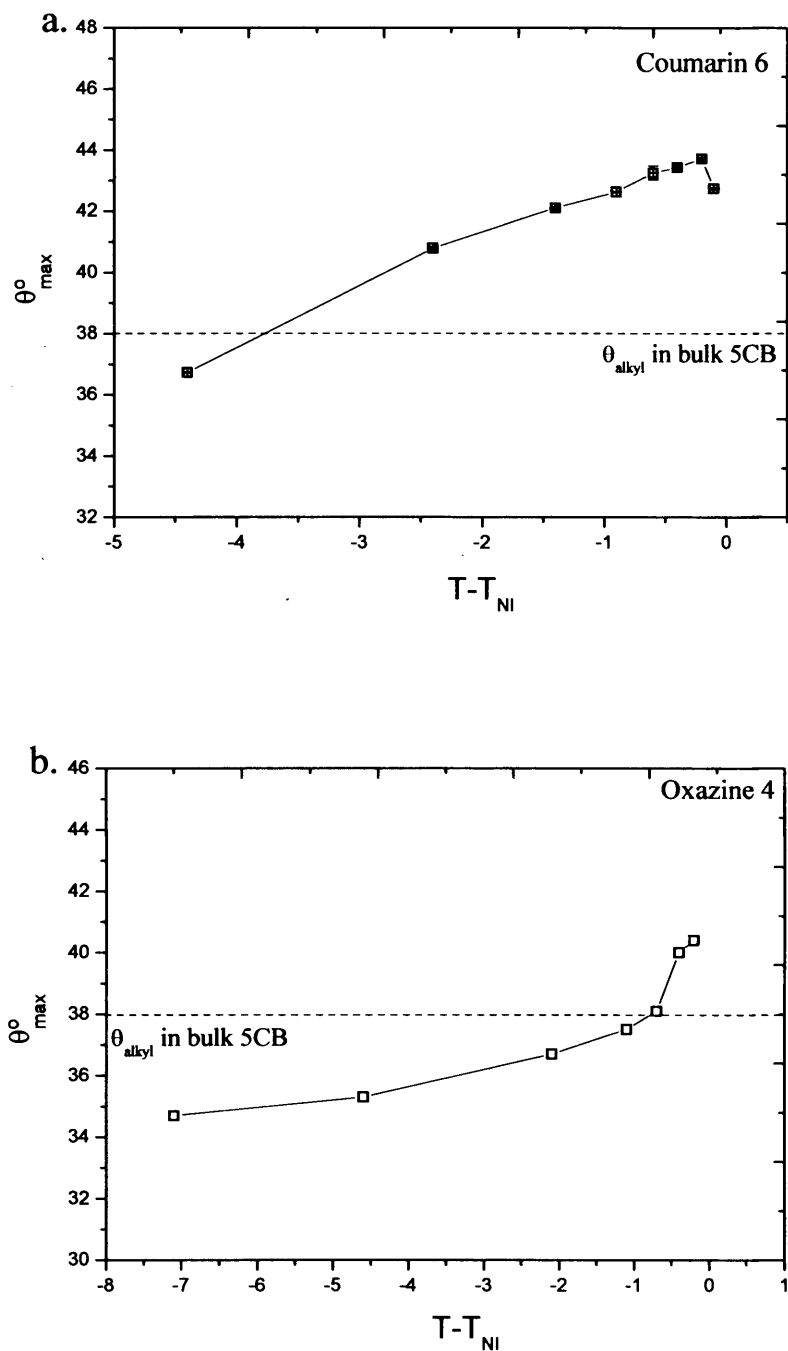 a.
48
46
44
42
40
38
36
34
32
Coumarin 6
θ°max
θalkyl in bulk 5CB
-5 -4 -3 -2 -1 0
T-TNI
b.
46
44
42
40
38
36
34
32
30
Oxazine 4
θ°max
θalkyl in bulk 5CB
-8 -7 -6 -5 -4 -3 -2 -1 0 1
T-TNI